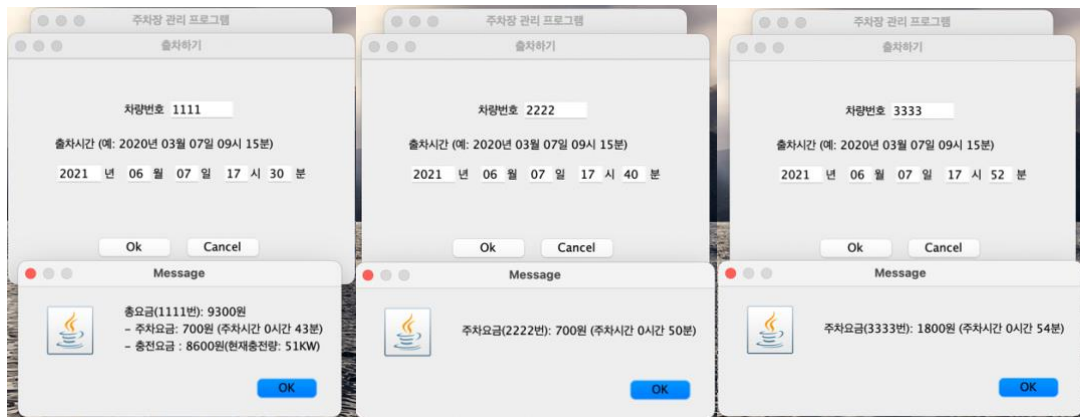 주차장 관리 프로그램
출차하기
차량번호 1111
출차시간 (예: 2020년 03월 07일 09시 15분)
2021 년 06 월 07 일 17 시 30 분
Ok Cancel
Message
총요금(1111번): 9300원
- 주차요금: 700원 (주차시간 0시간 43분)
- 충전요금 : 8600원(현재충전량: 51KW)
OK
주차장 관리 프로그램
출차하기
차량번호 2222
출차시간 (예: 2020년 03월 07일 09시 15분)
2021 년 06 월 07 일 17 시 40 분
Ok Cancel
Message
주차요금(2222번): 700원 (주차시간 0시간 50분)
OK
주차장 관리 프로그램
출차하기
차량번호 3333
출차시간 (예: 2020년 03월 07일 09시 15분)
2021 년 06 월 07 일 17 시 52 분
Ok Cancel
Message
주차요금(3333번): 1800원 (주차시간 0시간 54분)
OK